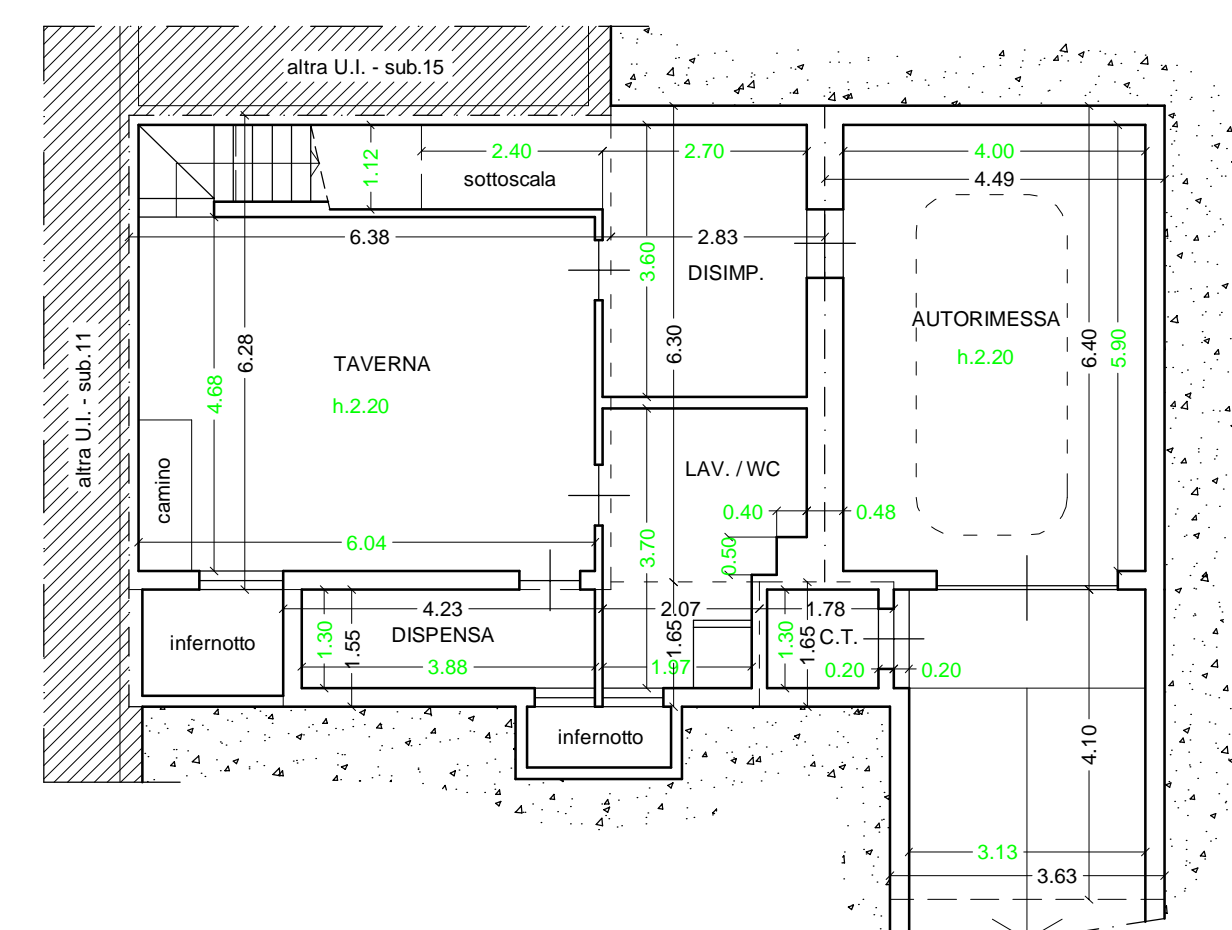 altra U.I. - sub.15
2.40
2.70
4.00
1.12
sottoscala
4.49
6.38
2.83
3.60
DISIMP.
AUTORIMESSA
h.2.20
6.40
5.90
altra U.I. - sub.11
6.28
6.30
TAVERNA
h.2.20
4.68
camino
LAV. / WC
0.40
0.48
6.04
3.70
0.50
infernotto
4.23
DISPENSA
1.30
1.55
3.88
2.07
1.65
1.97
1.78
C.T.
1.30
1.65
0.20
0.20
infernotto
4.10
3.13
3.63